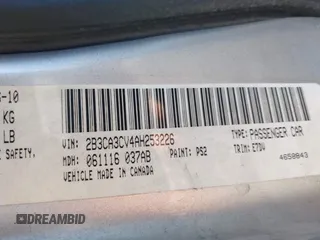 6-10
KG
LB
E SAFETY.
VIN: 2B3CA3CV4AH253226
TYPE: PASSENGER CAR
MDH: 061116 037AB
PAINT: PS2
TRIM: E7DV
VEHICLE MADE IN CANADA
4658843
DREAMBID